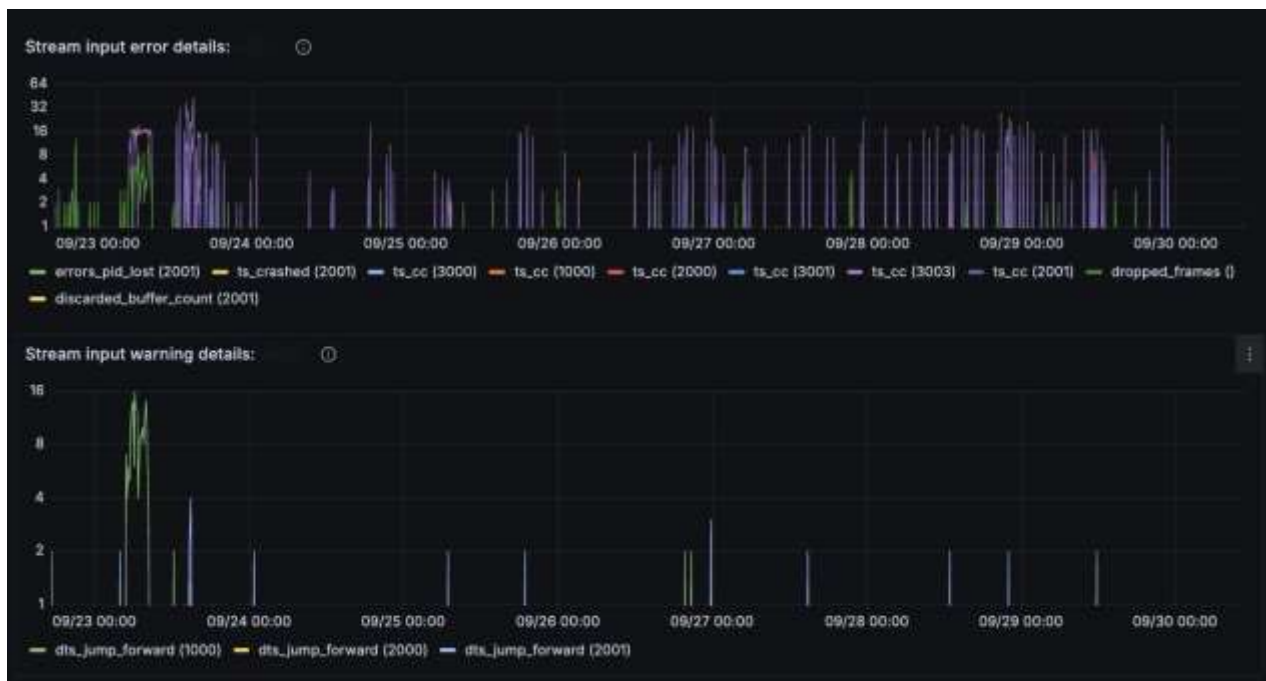 Stream input error details:
64
32
16
8
4
2
1
09/23 00:00 09/24 00:00 09/25 00:00 09/26 00:00 09/27 00:00 09/28 00:00 09/29 00:00 09/30 00:00
errors_pid_lost (2001) ts_crashed (2001) ts_cc (3000) ts_cc (1000) ts_cc (2000) ts_cc (3001) ts_cc (3003) ts_cc (2001) dropped_frames ()
discarded_buffer_count (2001)
Stream input warning details:
16
8
4
2
1
09/23 00:00 09/24 00:00 09/25 00:00 09/26 00:00 09/27 00:00 09/28 00:00 09/29 00:00 09/30 00:00
dts_jump_forward (1000) dts_jump_forward (2000) dts_jump_forward (2001)